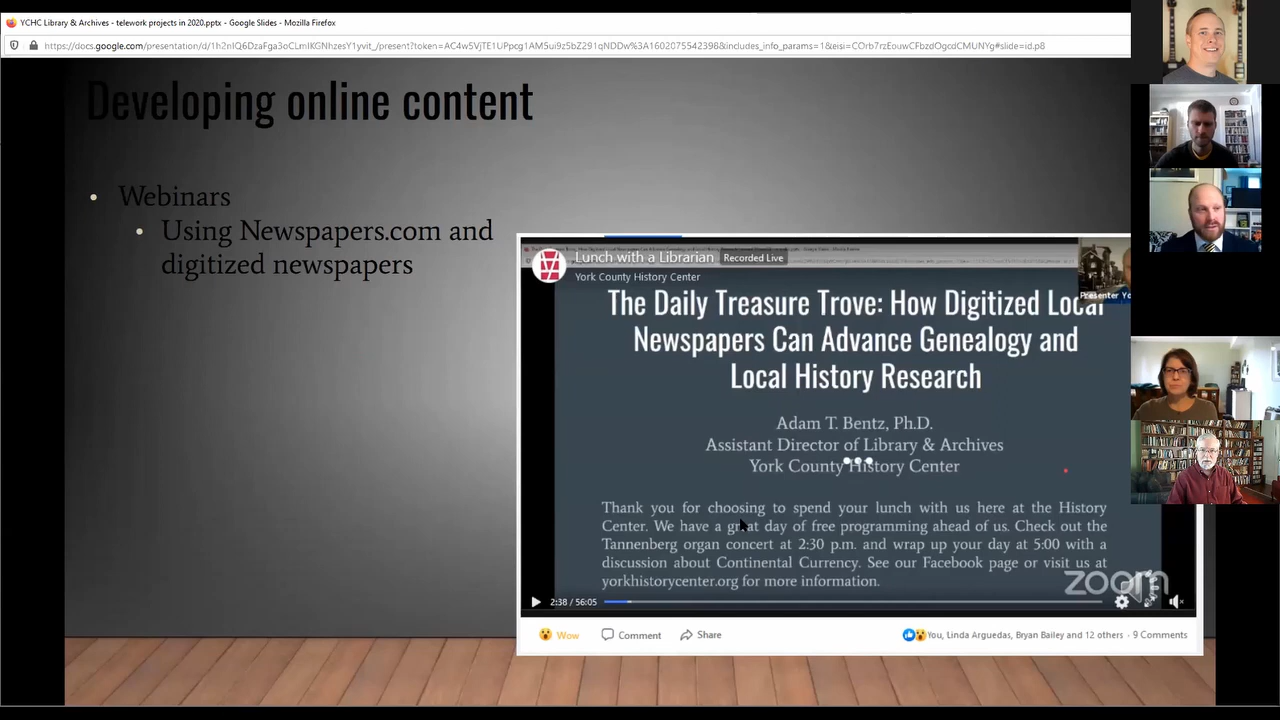 YCHC Library & Archives - telework projects in 2020.pptx - Google Slides - Mozilla Firefox
Developing online content
• Webinars
• Using Newspapers.com and
digitized newspapers
Lunch with a Librarian Recorded Live
York County History Center
Presenter Yo
The Daily Treasure Trove: How Digitized Local
Newspapers Can Advance Genealogy and
Local History Research
Adam T. Bentz, Ph.D.
Assistant Director of Library & Archives
York County History Center
Thank you for choosing to spend your lunch with us here at the History
Center. We have a great day of free programming ahead of us. Check out the
Tannenberg organ concert at 2:30 p.m. and wrap up your day at 5:00 with a
discussion about Continental Currency. See our Facebook page or visit us at
yorkhistorycenter.org for more information.
zoom
2:38 / 56:05
Wow Comment Share You, Linda Arguedas, Bryan Bailey and 12 others · 9 Comments